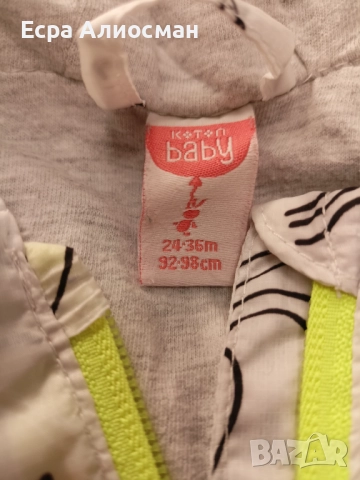 Есра Алиосман
KOTON
baby
24-36m
92-98cm
BAZAR